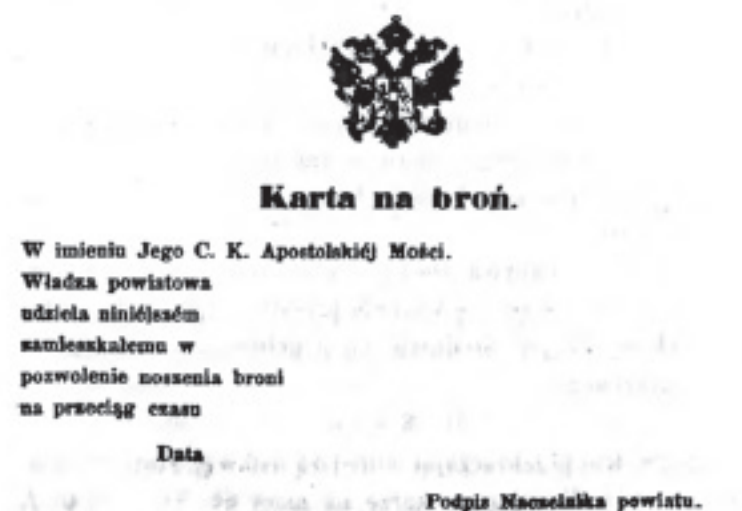 Karta na broń.
W imieniu Jego C. K. Apostolskiéj Mości.
Władza powiatowa
udziela niniéjszém
zamieszkałemu w
pozwolenie noszenia broni
na przeciąg czasu
Data
Podpis Naczelnika powiatu.